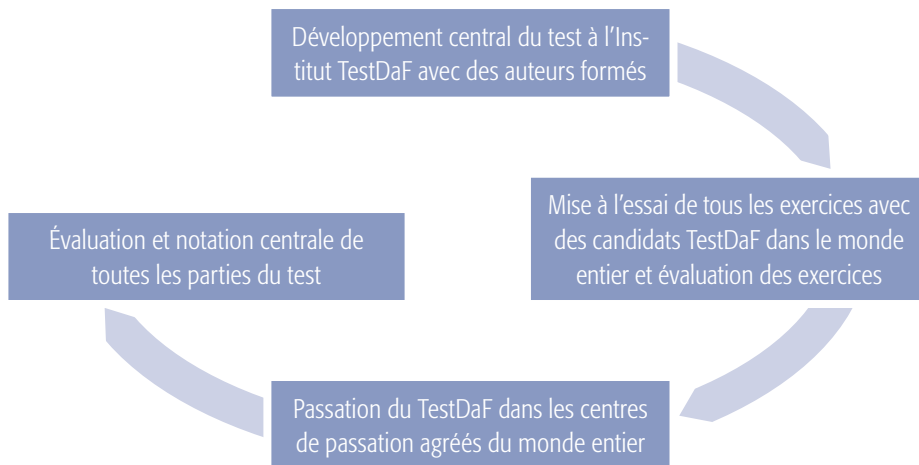 Développement central du test à l’Ins-
titut TestDaF avec des auteurs formés
Mise à l’essai de tous les exercices avec
des candidats TestDaF dans le monde
entier et évaluation des exercices
Passation du TestDaF dans les centres
de passation agréés du monde entier
Évaluation et notation centrale de
toutes les parties du test